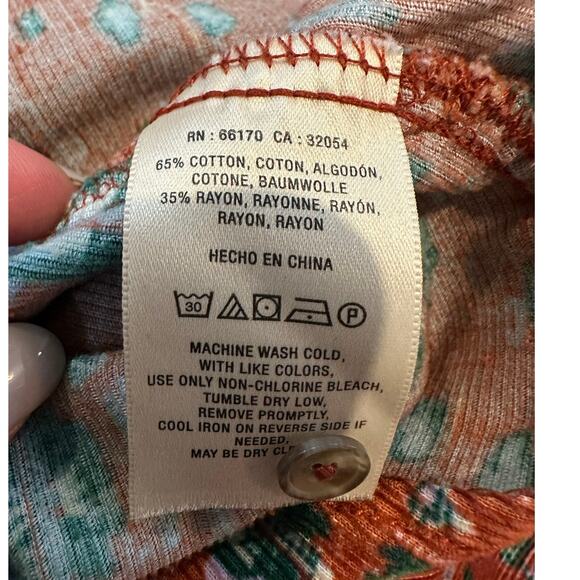 RN : 66170 CA : 32054
65% COTTON, COTON, ALGODÓN,
COTONE, BAUMWOLLE
35% RAYON, RAYONNE, RAYÓN,
RAYON, RAYON
HECHO EN CHINA
30 P
MACHINE WASH COLD,
WITH LIKE COLORS,
USE ONLY NON-CHLORINE BLEACH,
TUMBLE DRY LOW,
REMOVE PROMPTLY,
COOL IRON ON REVERSE SIDE IF
NEEDED,
MAY BE DRY